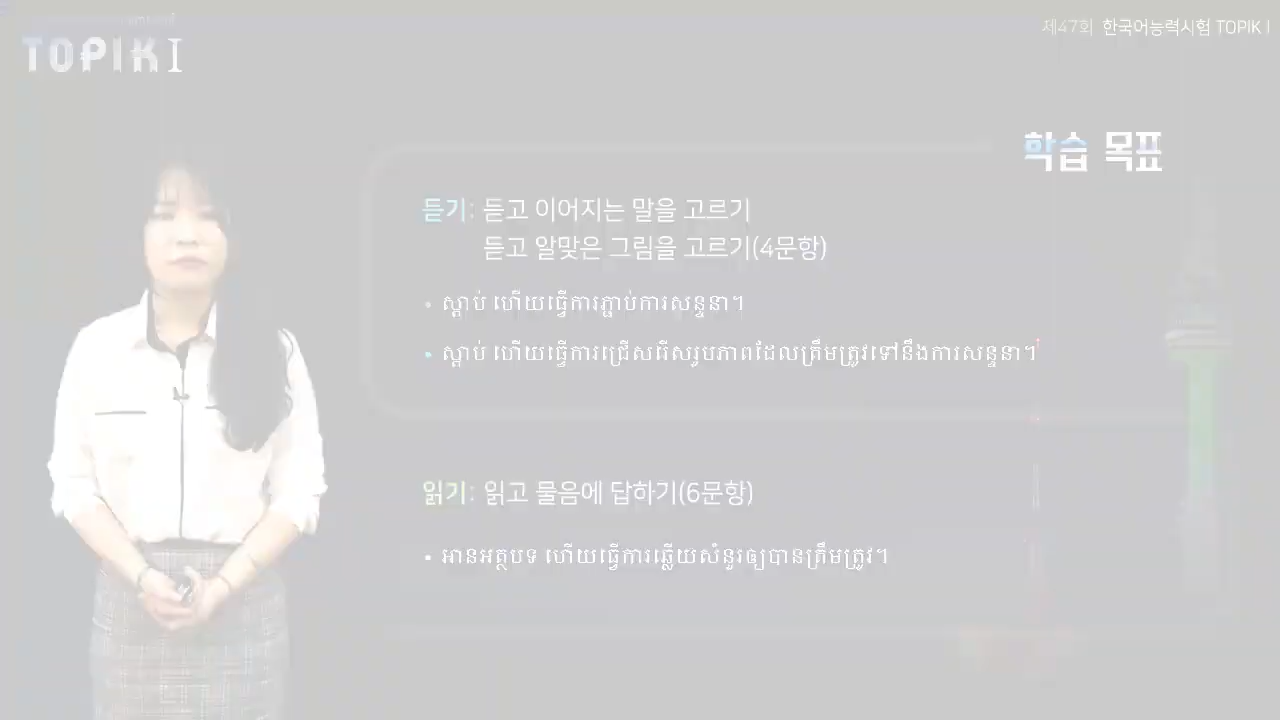 TOPIK I
제47회 한국어능력시험 TOPIK I
학습 목표
듣기: 듣고 이어지는 말을 고르기
듣고 알맞은 그림을 고르기(4문항)
• ស្តាប់ ហើយធ្វើការភ្ជាប់ការសន្ទនា។
• ស្តាប់ ហើយធ្វើការជ្រើសរើសរូបភាពដែលត្រឹមត្រូវទៅនឹងការសន្ទនា។
읽기: 읽고 물음에 답하기(6문항)
• អានអត្ថបទ ហើយធ្វើការឆ្លើយសំនួរឲ្យបានត្រឹមត្រូវ។